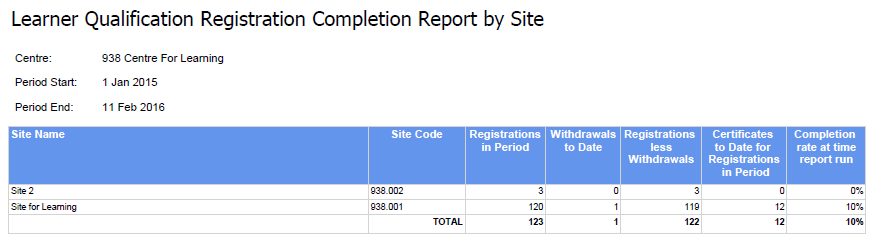 Learner Qualification Registration Completion Report by Site
Centre: 938 Centre For Learning
Period Start: 1 Jan 2015
Period End: 11 Feb 2016
Site Name Site Code Registrations in Period Withdrawals to Date Registrations less Withdrawals Certificates to Date for Registrations in Period Completion rate at time report run
Site 2 938.002 3 0 3 0 0%
Site for Learning 938.001 120 1 119 12 10%
TOTAL 123 1 122 12 10%